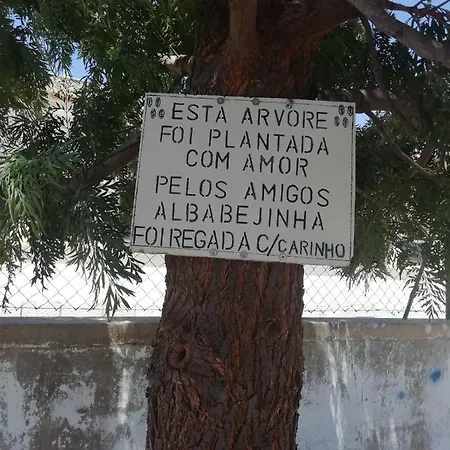 ESTA ARVORE
FOI PLANTADA
COM AMOR
PELOS AMIGOS
ALBABEJINHA
FOI REGADA C/CARINHO